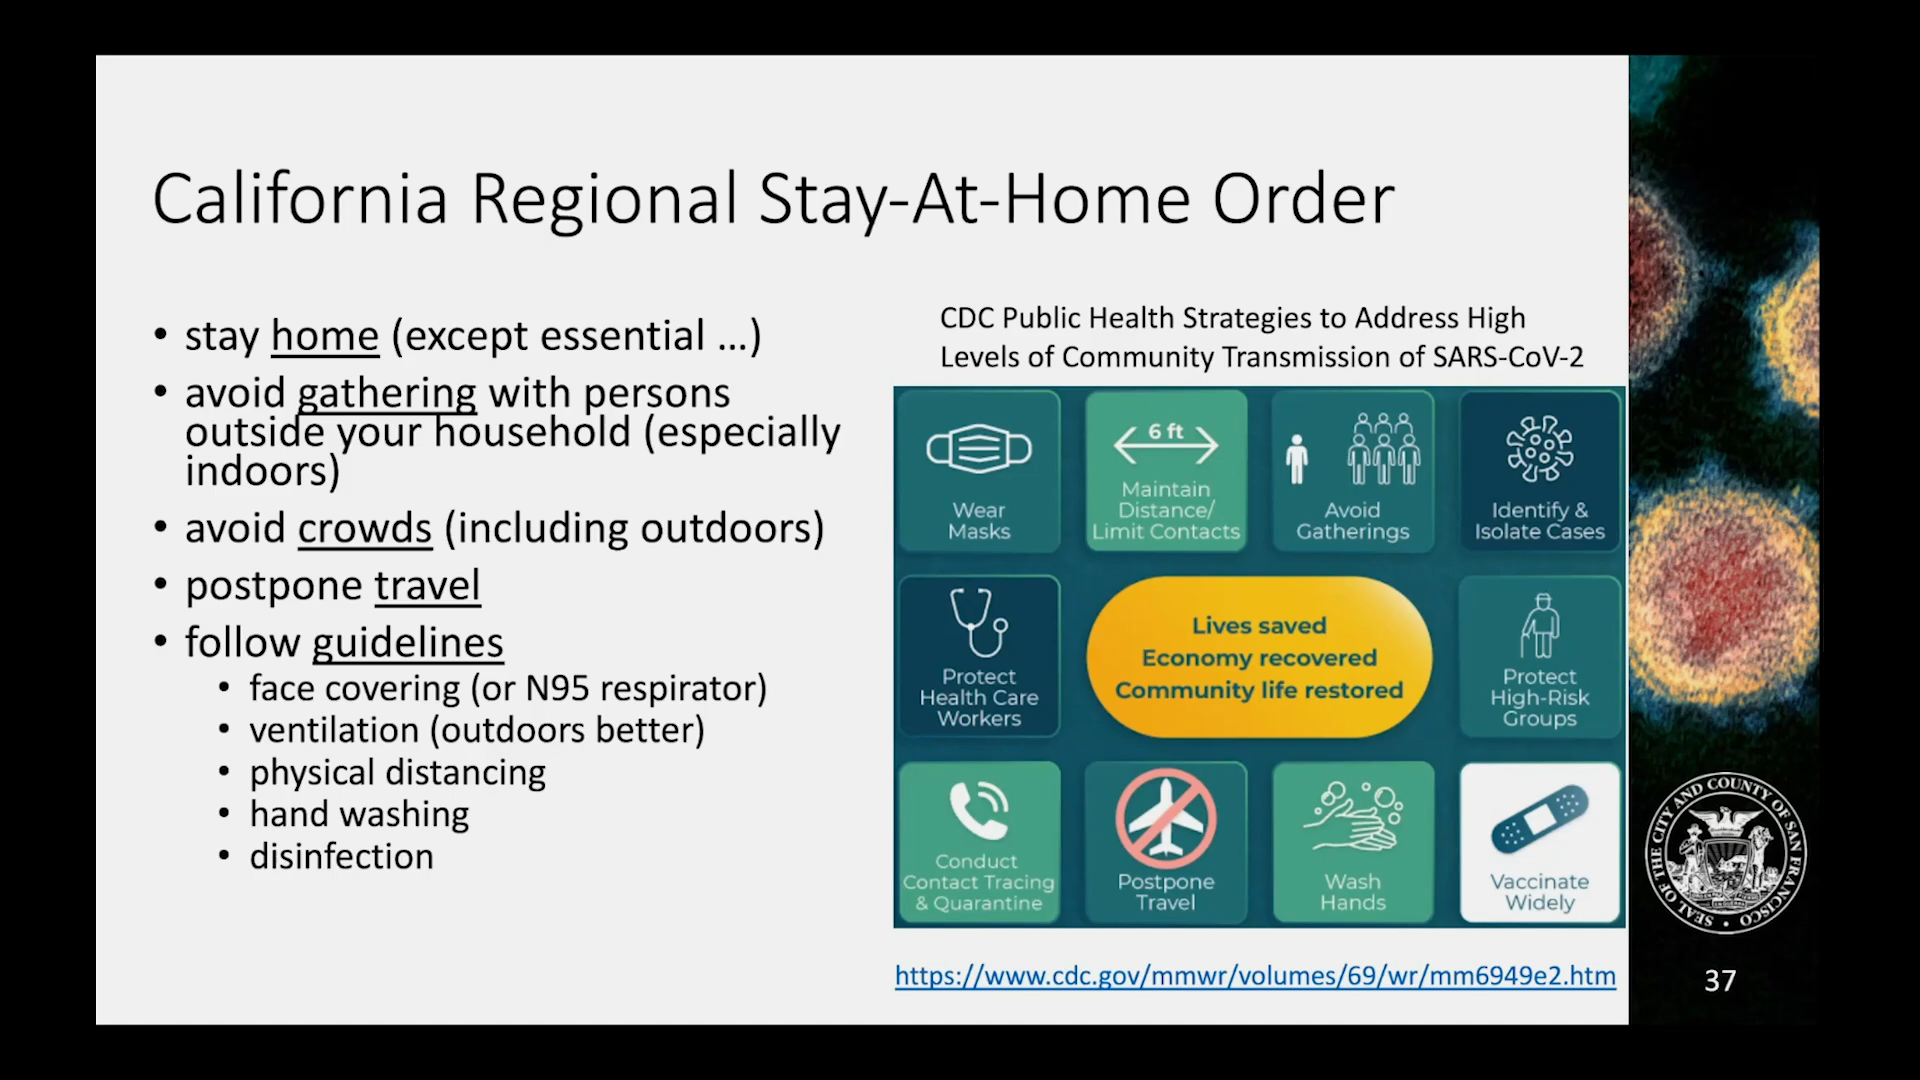 California Regional Stay-At-Home Order
• stay home (except essential ...)
• avoid gathering with persons
outside your household (especially
indoors)
• avoid crowds (including outdoors)
• postpone travel
• follow guidelines
• face covering (or N95 respirator)
• ventilation (outdoors better)
• physical distancing
• hand washing
• disinfection
CDC Public Health Strategies to Address High
Levels of Community Transmission of SARS-CoV-2
Wear
Masks
6 ft
Maintain
Distance/
Limit Contacts
Avoid
Gatherings
Identify &
Isolate Cases
Protect
Health Care
Workers
Lives saved
Economy recovered
Community life restored
Protect
High-Risk
Groups
Conduct
Contact Tracing
& Quarantine
Postpone
Travel
Wash
Hands
Vaccinate
Widely
https://www.cdc.gov/mmwr/volumes/69/wr/mm6949e2.htm
SEAL OF THE CITY AND COUNTY OF SAN FRANCISCO
37